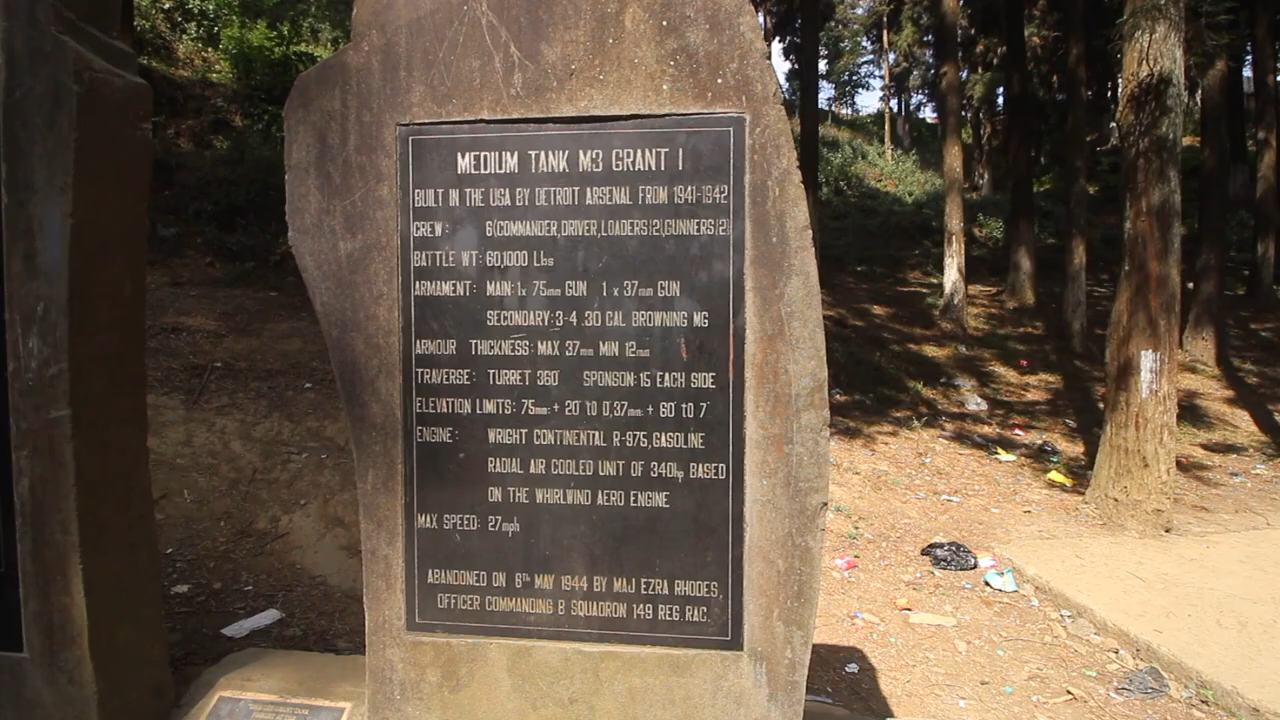 MEDIUM TANK M3 GRANT I
BUILT IN THE USA BY DETROIT ARSENAL FROM 1941-1942
CREW: 6(COMMANDER,DRIVER,LOADERS(2)GUNNERS(2)
BATTLE WT: 60,1000 Lbs
ARMAMENT: MAIN:1x 75mm GUN 1 x 37mm GUN
SECONDARY:3-4 .30 CAL BROWNING MG
ARMOUR THICKNESS: MAX 37mm MIN 12mm
TRAVERSE: TURRET 360° SPONSON:15 EACH SIDE
ELEVATION LIMITS: 75mm:+ 20° to 0°,37mm: + 60° to 7°
ENGINE: WRIGHT CONTINENTAL R-975,GASOLINE
RADIAL AIR COOLED UNIT OF 340hp BASED
ON THE WHIRLWIND AERO ENGINE
MAX SPEED: 27mph
ABANDONED ON 6th MAY 1944 BY MAJ EZRA RHODES,
OFFICER COMMANDING B SQUADRON 149 REG.RAC.